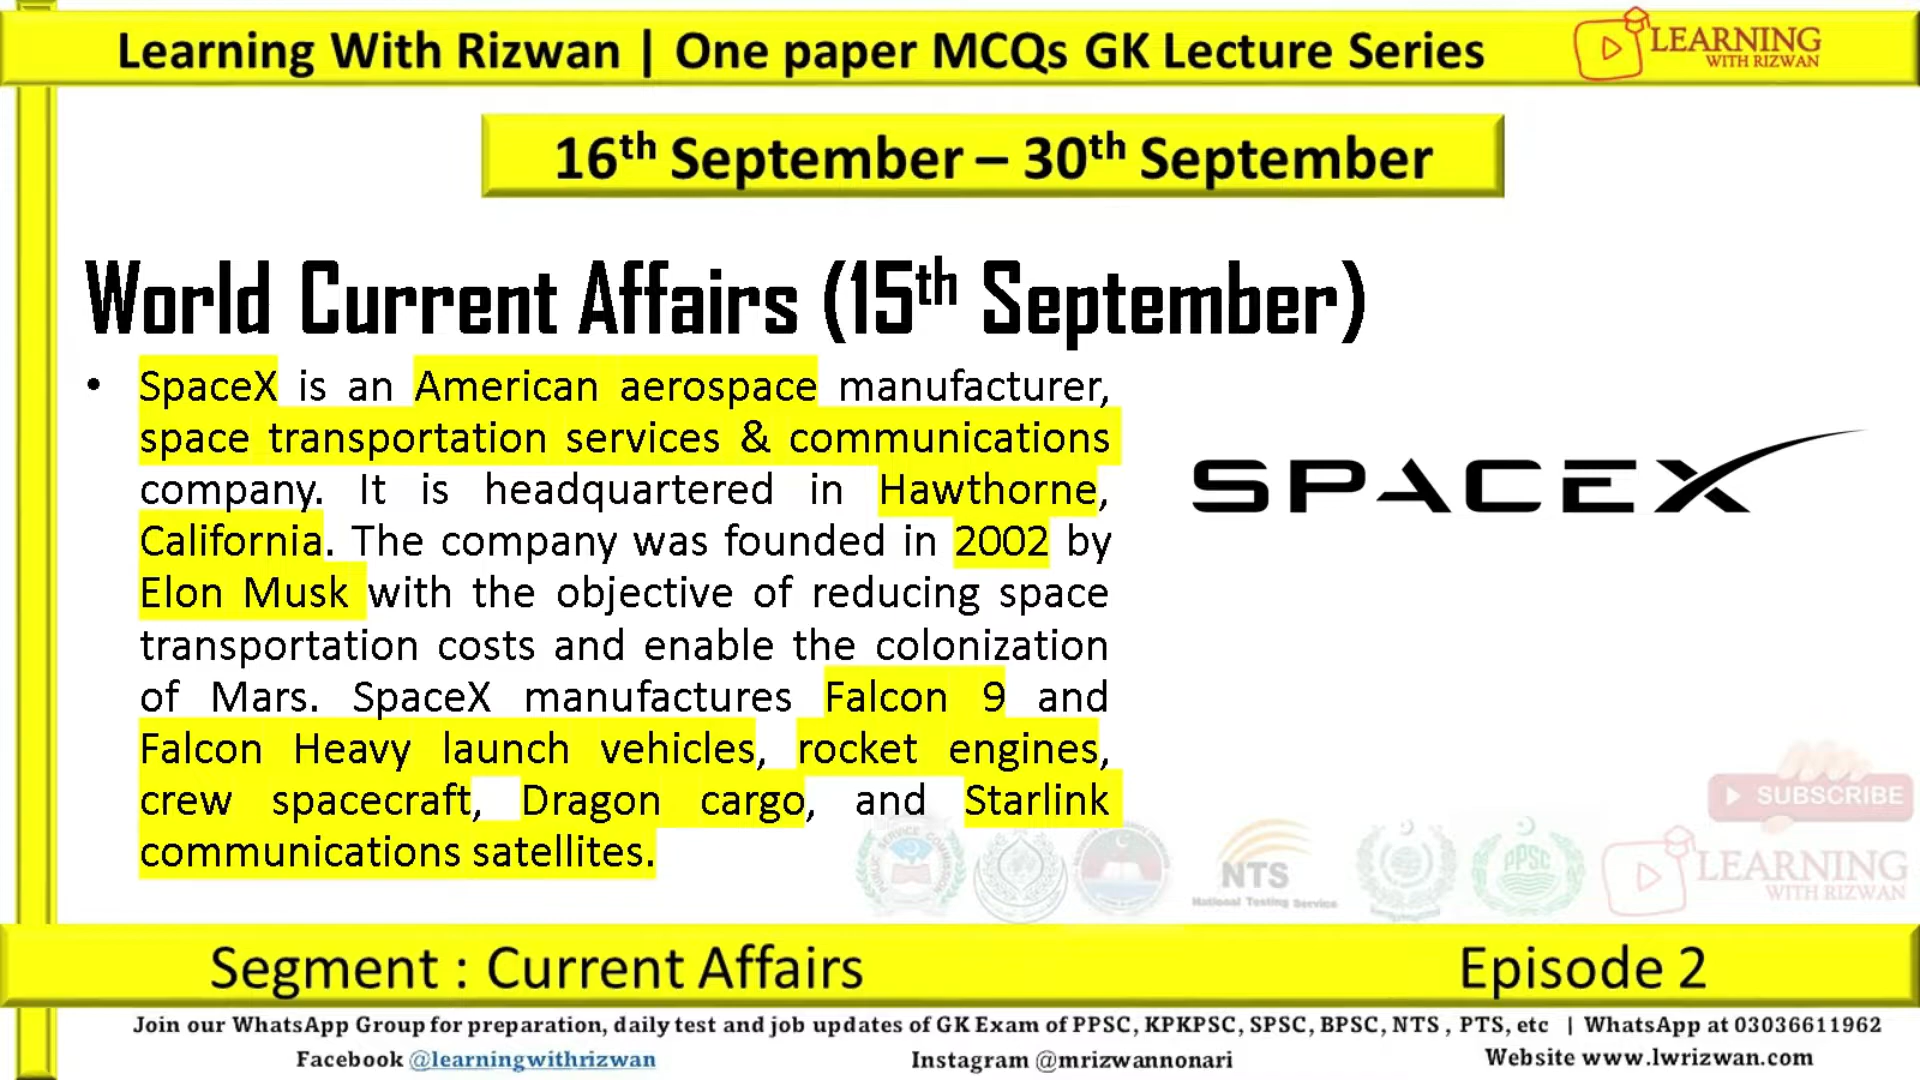 Learning With Rizwan | One paper MCQs GK Lecture Series
LEARNING
WITH RIZWAN
16th September – 30th September
World Current Affairs (15th September)
• SpaceX is an American aerospace manufacturer,
space transportation services & communications
company. It is headquartered in Hawthorne,
California. The company was founded in 2002 by
Elon Musk with the objective of reducing space
transportation costs and enable the colonization
of Mars. SpaceX manufactures Falcon 9 and
Falcon Heavy launch vehicles, rocket engines,
crew spacecraft, Dragon cargo, and Starlink
communications satellites.
SPACEX
SUBSCRIBE
NTS
National Testing Service
PPSC
LEARNING
WITH RIZWAN
Segment : Current Affairs
Episode 2
Join our WhatsApp Group for preparation, daily test and job updates of GK Exam of PPSC, KPKPSC, SPSC, BPSC, NTS , PTS, etc | WhatsApp at 03036611962
Facebook @learningwithrizwan
Instagram @mrizwannonari
Website www.lwrizwan.com